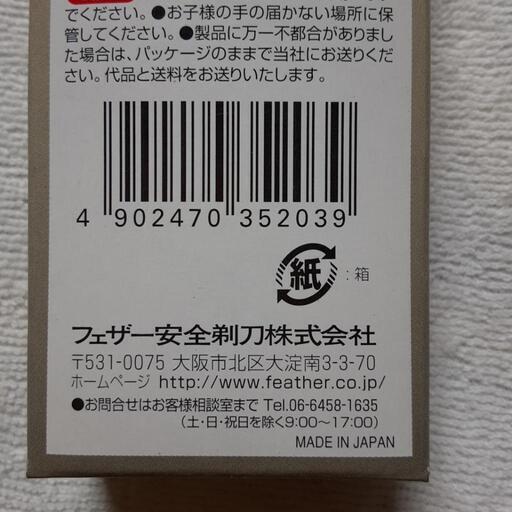 でください。●お子様の手の届かない場所に保
管してください。●製品に万一不都合がありまし
た場合は、パッケージのままで当社にお送りくだ
さい。代品と送料をお送りいたします。
4 902470 352039
紙 :箱
フェザー安全剃刀株式会社
〒531-0075 大阪市北区大淀南3-3-70
ホームページ http://www.feather.co.jp/
●お問合せはお客様相談室まで Tel.06-6458-1635
(土・日・祝日を除く9:00〜17:00)
MADE IN JAPAN